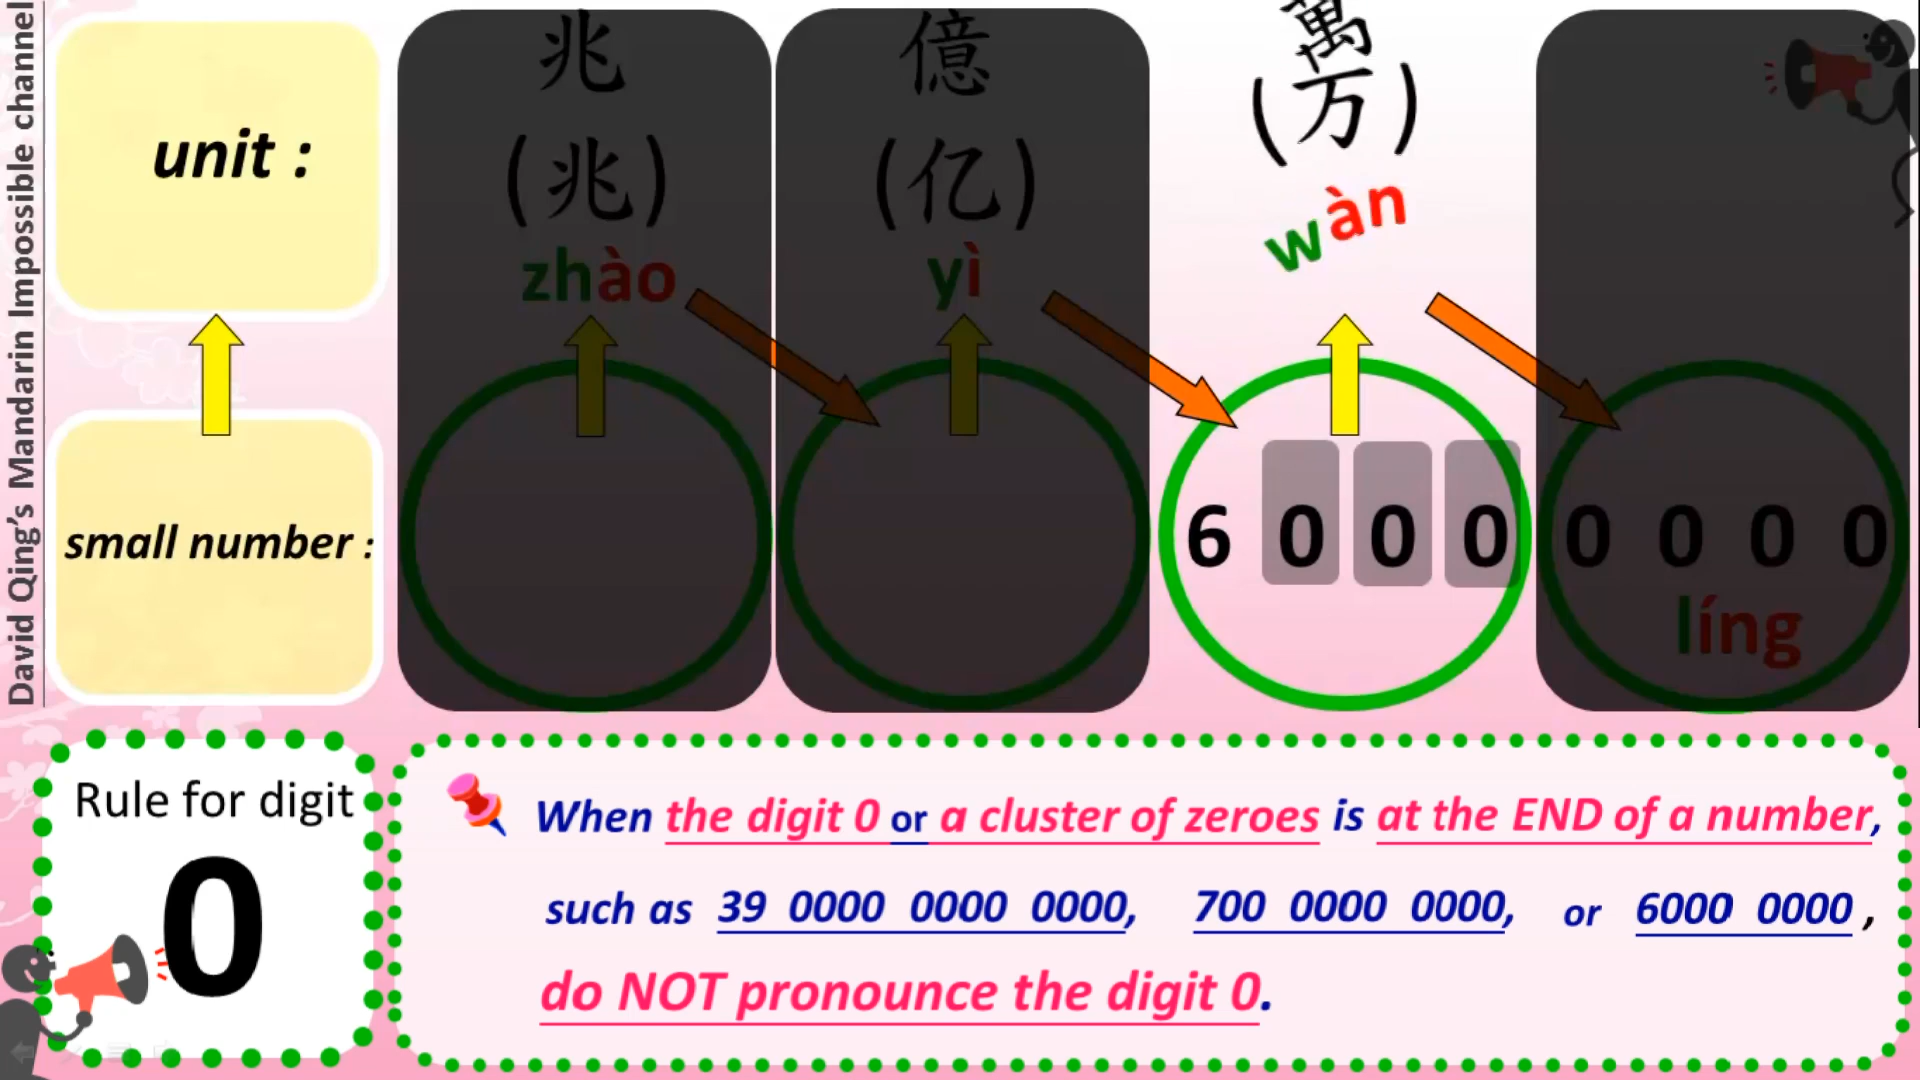 David Qing's Mandarin Impossible channel
unit :
兆
(兆)
zhào
億
(亿)
yì
萬
(万)
wàn
small number :
6 0 0 0 0 0 0 0
líng
Rule for digit
0
When the digit 0 or a cluster of zeroes is at the END of a number,
such as 39 0000 0000 0000, 700 0000 0000, or 6000 0000 ,
do NOT pronounce the digit 0.